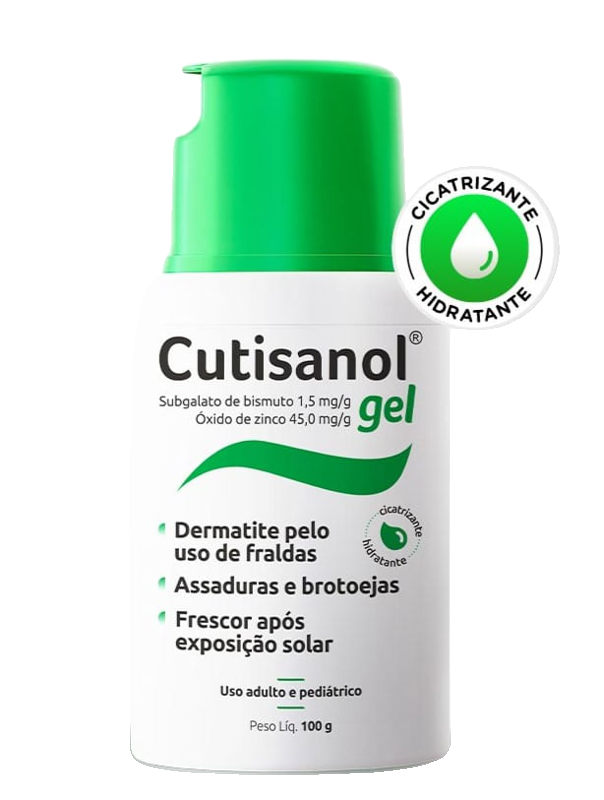 CICATRIZANTE
HIDRATANTE
Cutisanol®
Subgalato de bismuto 1,5 mg/g
Óxido de zinco 45,0 mg/g
gel
Dermatite pelo
uso de fraldas
cicatrizante
hidratante
Assaduras e brotoejas
Frescor após
exposição solar
Uso adulto e pediátrico
Peso Líq. 100 g